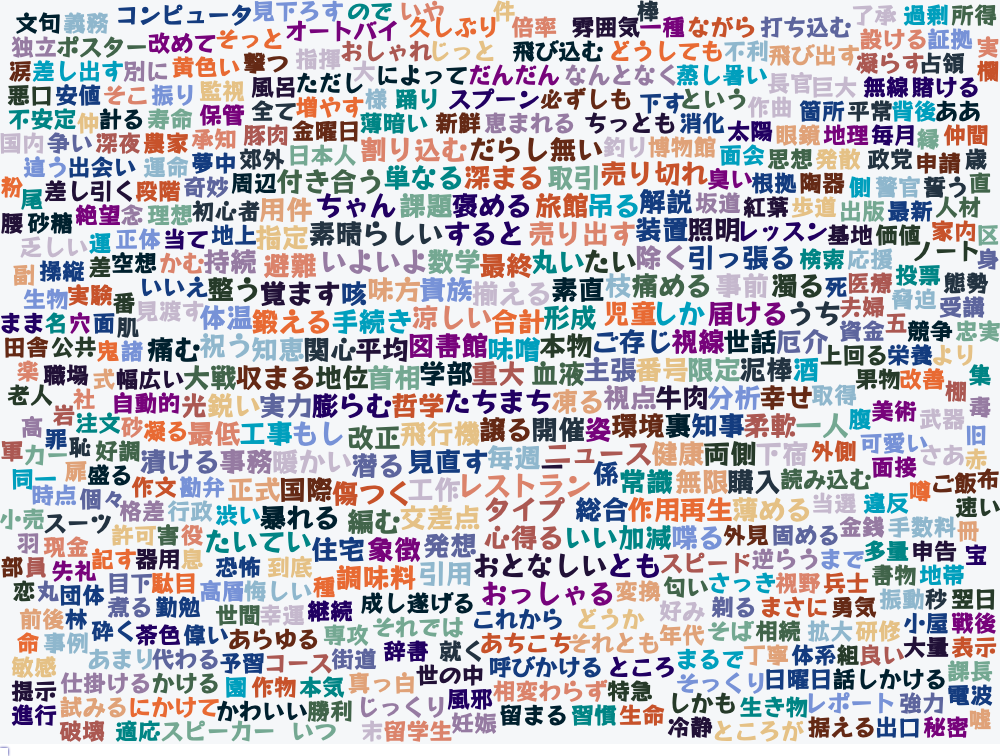 文句 義務 コンピュータ 見下ろす ので いや 件 棒
オートバイ 久しぶり 倍率 雰囲気 一種 ながら 打ち込む 了承 過剰 所得
独立 ポスター 改めて そっと 指揮 おしゃれ じっと 飛び込む どうしても 不利 飛び出す 設ける 証拠 実
涙 差し出す 別に 黄色い 撃つ 大 によって だんだん なんとなく 蒸し暑い 凝らす 占領 欄
悪口 安値 そこ 振り 監視 風呂 ただし 様 踊り スプーン 必ずしも 下す という 長官 巨大 無線 賭ける
不安定 仲 計る 寿命 保管 全て 増やす 薄暗い 新鮮 恵まれる ちっとも 消化 作曲 箇所 平常 背後 ああ
国内 争い 深夜 農家 承知 豚肉 金曜日 割り込む だらし無い 釣り 博物館 太陽 眼鏡 地理 毎月 縁 仲間
違う 出会い 運命 夢中 郊外 日本人 面会 思想 発散 政党 申請 歳
粉 尾 差し引く 段階 奇妙 周辺 付き合う 単なる 深まる 取引 売り切れ 臭い 根拠 陶器 側 警官 誓う 直
腰 砂糖 絶望 念 理想 初心者 用件 ちゃん 課題 褒める 旅館 吊る 解説 坂道 紅葉 歩道 出版 最新 人材
乏しい 運 正体 当て 地上 指定 素晴らしい すると 売り出す 装置 照明 レッスン 基地 価値 家内 区
副 操縦 差 空想 かむ 持続 避難 いよいよ 数学 最終 丸い たい 除く 引っ張る 検索 応援 ノート 身
生物 実験 番 いいえ 整う 覚ます 咳 味方 貴族 揃える 素直 枝 痛める 事前 濁る 死 医療 投票 態勢
まま 名 穴 面 肌 見渡す 体温 鍛える 手続き 涼しい 合計 形成 児童 しか 届ける うち 夫婦 脅迫 受講
田舎 公共 鬼 諸 痛む 祝う 知恵 関心 平均 図書館 味噌 本物 ご存じ 視線 世話 厄介 資金 五 競争 忠実
楽 職場 式 幅広い 大戦 収まる 地位 首相 学部 重大 血液 主張 番号 限定 泥棒 酒 上回る 栄養 より
老人 社 自動的 光 鋭い 実力 膨らむ 哲学 たちまち 凍る 視点 牛肉 分析 幸せ 取得 果物 改善 棚 集
高 岩 注文 砂 凝る 最低 工事 もし 改正 飛行機 譲る 開催 姿 環境 裏 知事 柔軟 一人 腹 美術 武器 毒
軍 カー 罪 恥 好調 漬ける 事務 暖かい 潜る 見直す 毎週 ニュース 健康 両側 下宿 外側 可愛い さあ 旧 赤
同一 扉 盛る 作文 勘弁 正式 国際 傷つく 工作 レストラン 係 常識 無限 購入 読み込む 面接 噂 ご飯 布
時点 個々 格差 行政 渋い 暴れる 編む 交差点 タイプ 総合 作用 再生 薄める 当選 違反 速い
小売 スーツ 許可 害 役 たいてい 住宅 象徴 発想 心得る いい 加減 喋る 外見 固める 金銭 手数料 冊
羽 現金 記す 器用 息 恐怖 到底 種 調味料 引用 おとなしい とも スピード 逆らう まで 多量 申告 宝
部 員 失礼 目下 駄目 高層 悔しい おっしゃる 変換 匂い さっき 視野 兵士 書物 地帯
恋 丸 団体 煮る 勤勉 世間 幸運 継続 成し遂げる これから どうか 好み 剃る まさに 勇気 振動 秒 翌日
前後 林 砕く 茶色 偉い あらゆる 専攻 それでは あちこち それとも 年代 そば 相続 拡大 研修 小屋 戦後
命 事例 あまり 代わる 予習 コース 街道 辞書 就く 呼びかける ところ まるで 丁寧 体系 組 良い 大量 表示
敏感 仕掛ける かける 園 作物 本気 真っ白 世の中 相変わらず 特急 そっくり 日曜日 話しかける 課長
提示 試みる にかけて かわいい 勝利 じっくり 風邪 留まる 習慣 生命 しかも 生き物 レポート 強力 電波
進行 破壊 適応 スピーカー いつ 末 留学生 妊娠 冷静 ところが 据える 出口 秘密 嘘